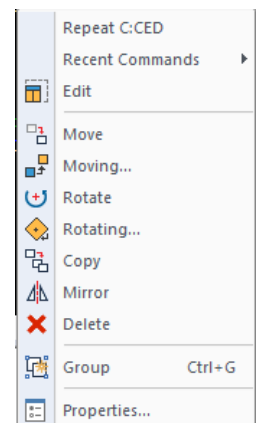 Repeat C:CED
Recent Commands
Edit
Move
Moving...
Rotate
Rotating...
Copy
Mirror
Delete
Group Ctrl+G
Properties...